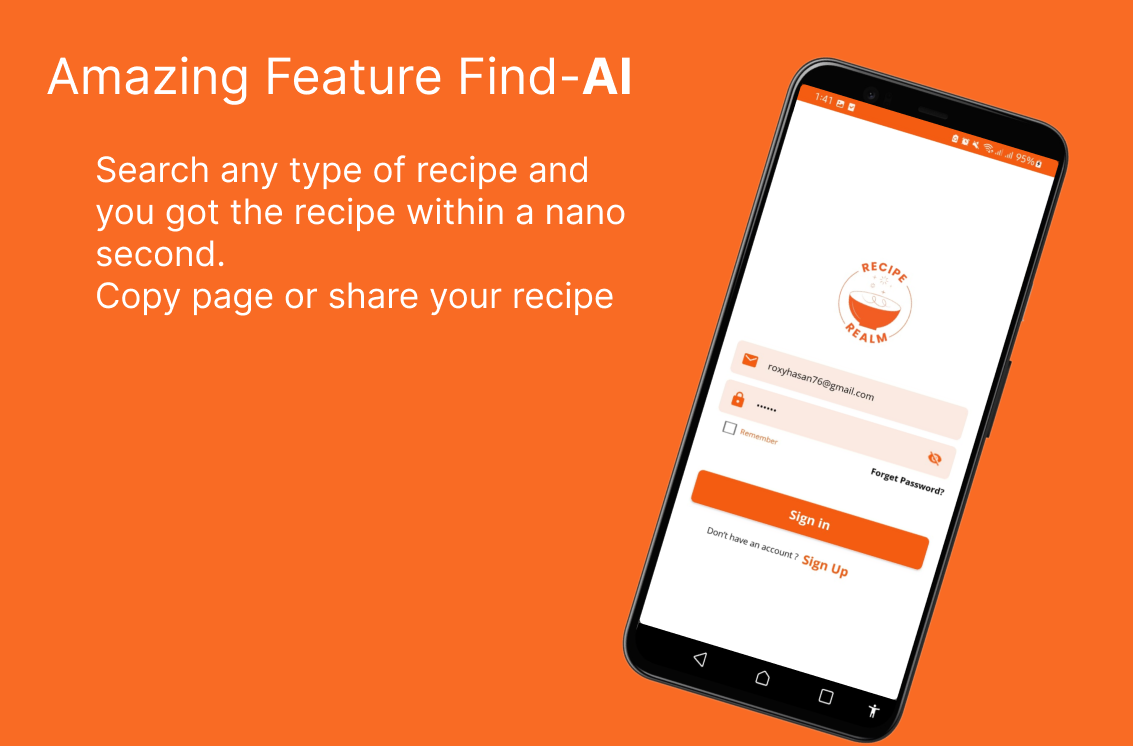 Amazing Feature Find-AI
Search any type of recipe and
you got the recipe within a nano
second.
Copy page or share your recipe
1:41
95%
RECIPE
REALM
roxyhasan76@gmail.com
••••••
Remember
Forget Password?
Sign in
Don't have an account ? Sign Up